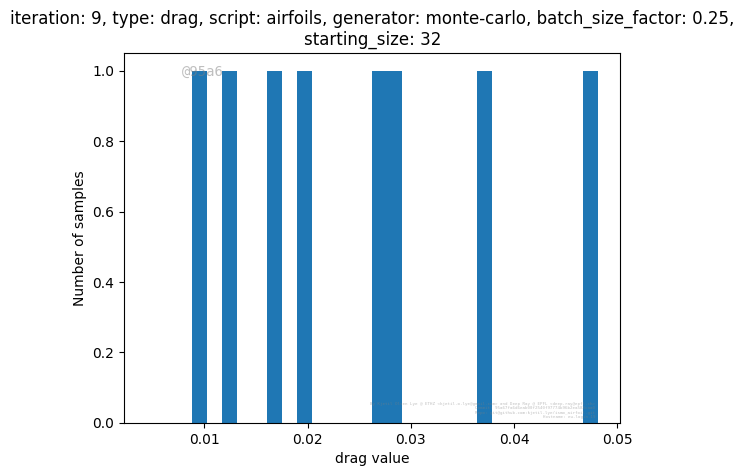 iteration: 9, type: drag, script: airfoils, generator: monte-carlo, batch_size_factor: 0.25,
starting_size: 32
@95a6
1.0
0.8
0.6
0.4
0.2
0.0
Number of samples
0.01 0.02 0.03 0.04 0.05
drag value